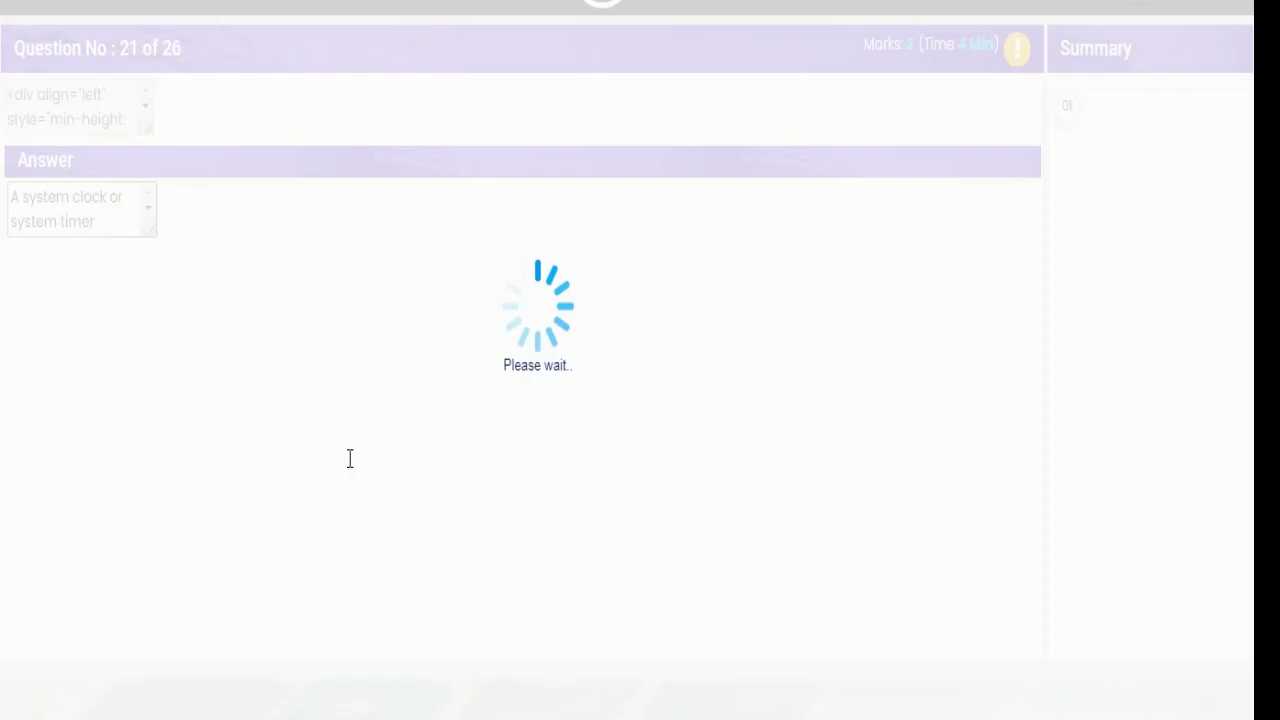 Question No : 21 of 26
Marks: 2 (Time 4 Min)
Summary
<div align="left"
style="min-height:
01
Answer
A system clock or
system timer
Please wait..